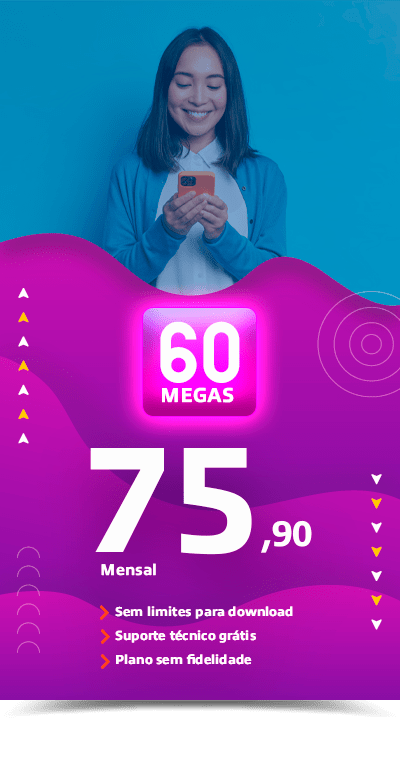 60
MEGAS
75,90
Mensal
Sem limites para download
Suporte técnico grátis
Plano sem fidelidade